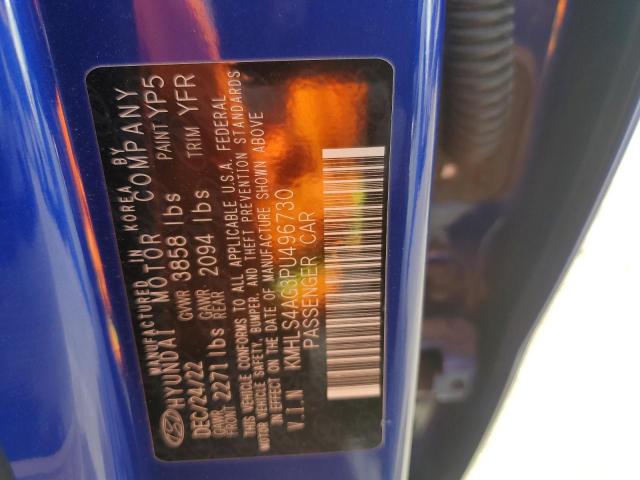 MANUFACTURED IN KOREA BY
HYUNDAI MOTOR COMPANY
DEC/24/22 GVWR 3858 lbs PAINT YP5
GAWR FRONT 2271 lbs GAWR REAR 2094 lbs TRIM YFR
THIS VEHICLE CONFORMS TO ALL APPLICABLE U.S.A. FEDERAL
MOTOR VEHICLE SAFETY, BUMPER, AND THEFT PREVENTION STANDARDS
IN EFFECT ON THE DATE OF MANUFACTURE SHOWN ABOVE
V.I.N KMHLS4AG3PU496730
PASSENGER CAR